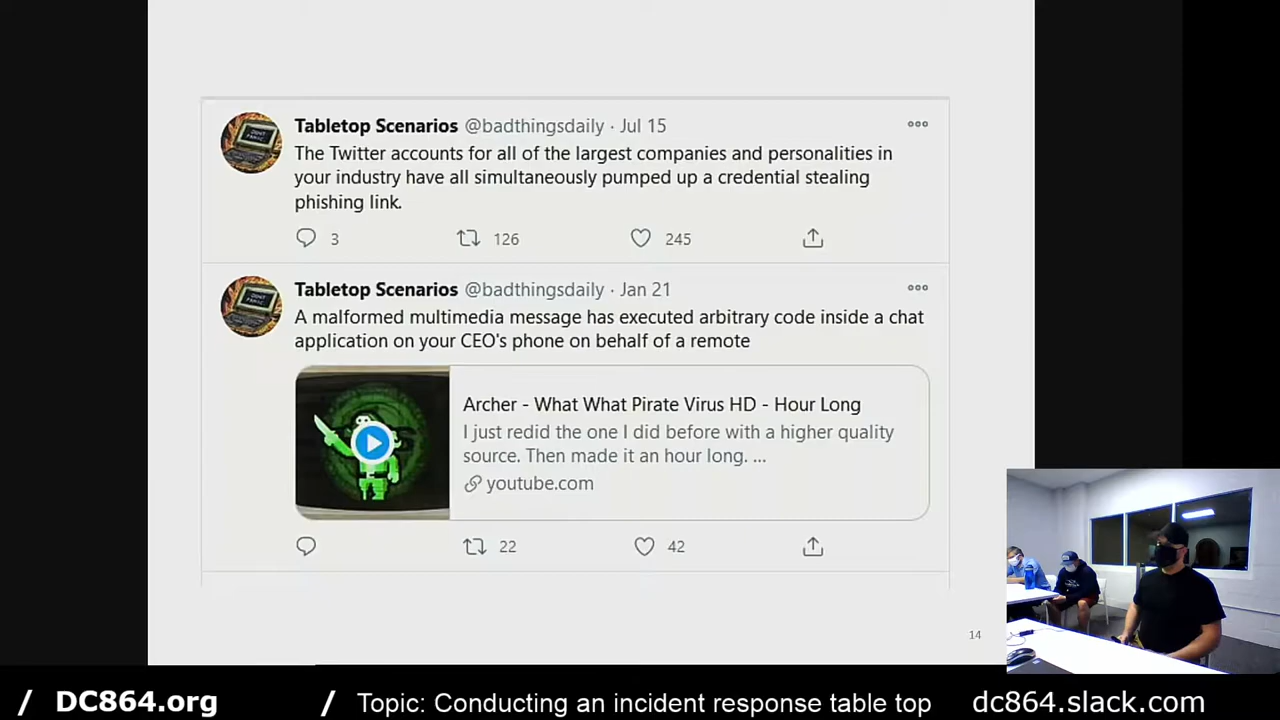 Tabletop Scenarios @badthingsdaily · Jul 15
The Twitter accounts for all of the largest companies and personalities in
your industry have all simultaneously pumped up a credential stealing
phishing link.
3 126 245
Tabletop Scenarios @badthingsdaily · Jan 21
A malformed multimedia message has executed arbitrary code inside a chat
application on your CEO's phone on behalf of a remote
Archer - What What Pirate Virus HD - Hour Long
I just redid the one I did before with a higher quality
source. Then made it an hour long. ...
youtube.com
22 42
14
/ DC864.org / Topic: Conducting an incident response table top dc864.slack.com